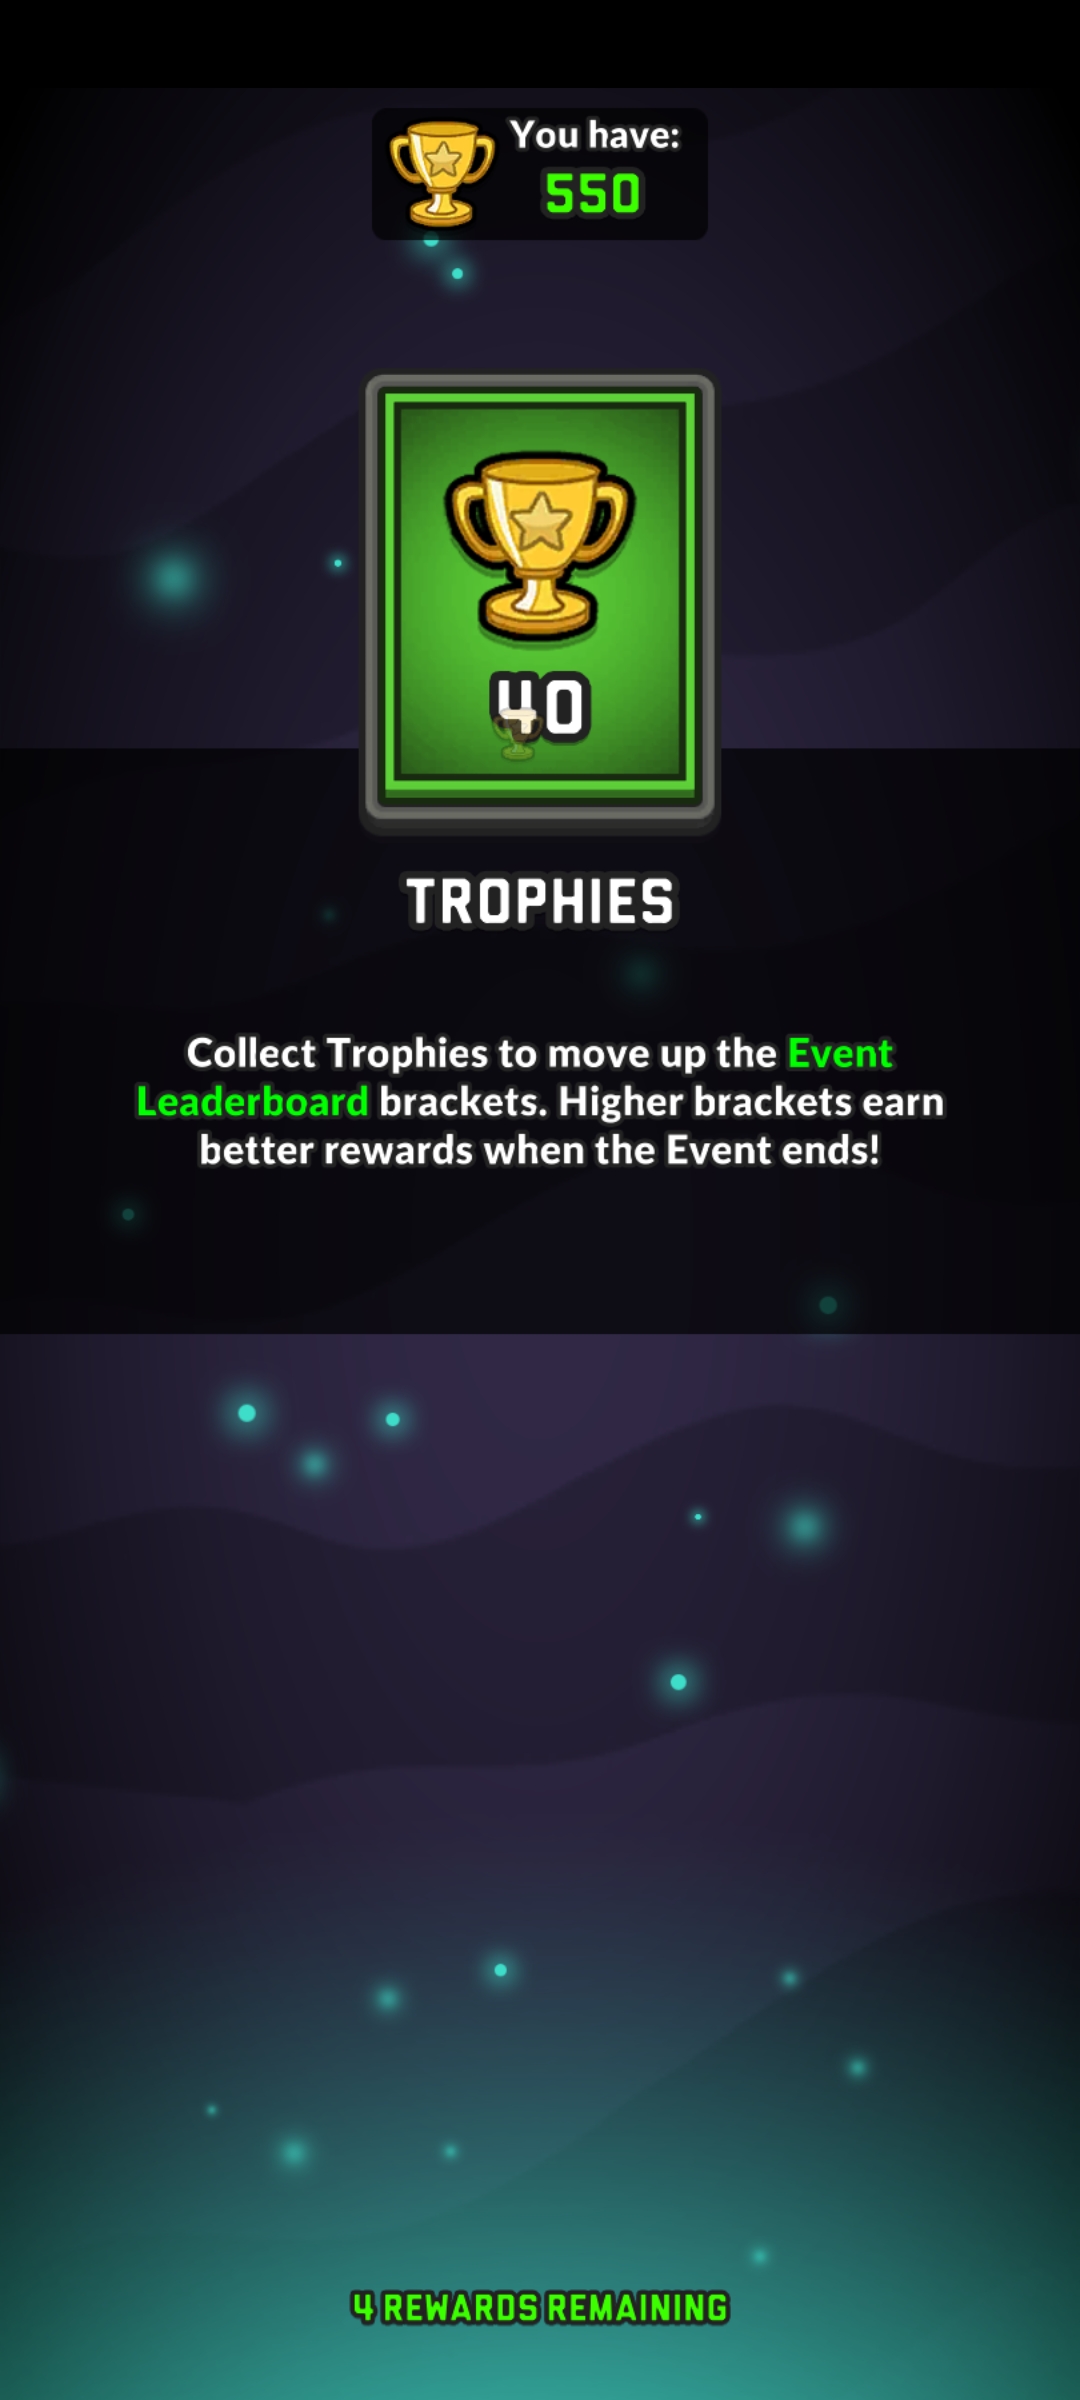 You have:
550
40
TROPHIES
Collect Trophies to move up the Event
Leaderboard brackets. Higher brackets earn
better rewards when the Event ends!
4 REWARDS REMAINING